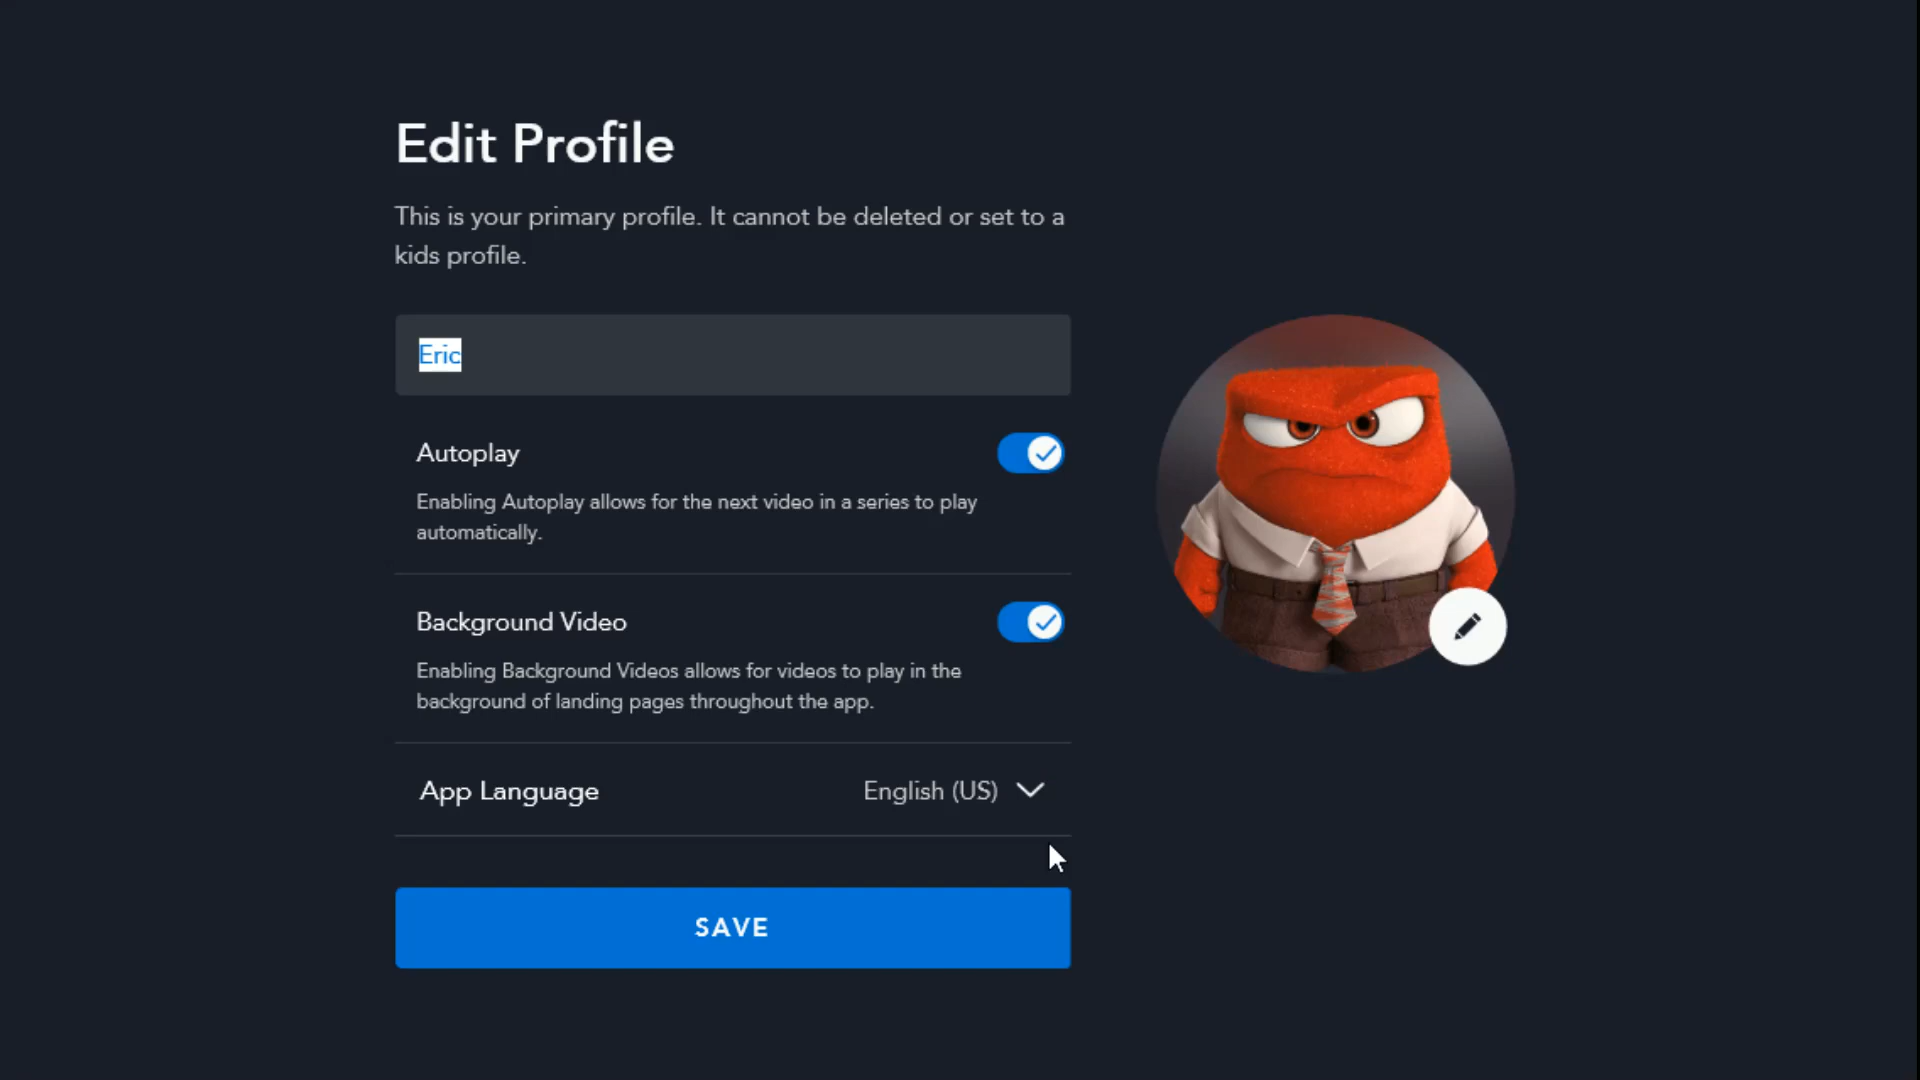 Edit Profile
This is your primary profile. It cannot be deleted or set to a
kids profile.
Eric
Autoplay
Enabling Autoplay allows for the next video in a series to play
automatically.
Background Video
Enabling Background Videos allows for videos to play in the
background of landing pages throughout the app.
App Language English (US)
SAVE